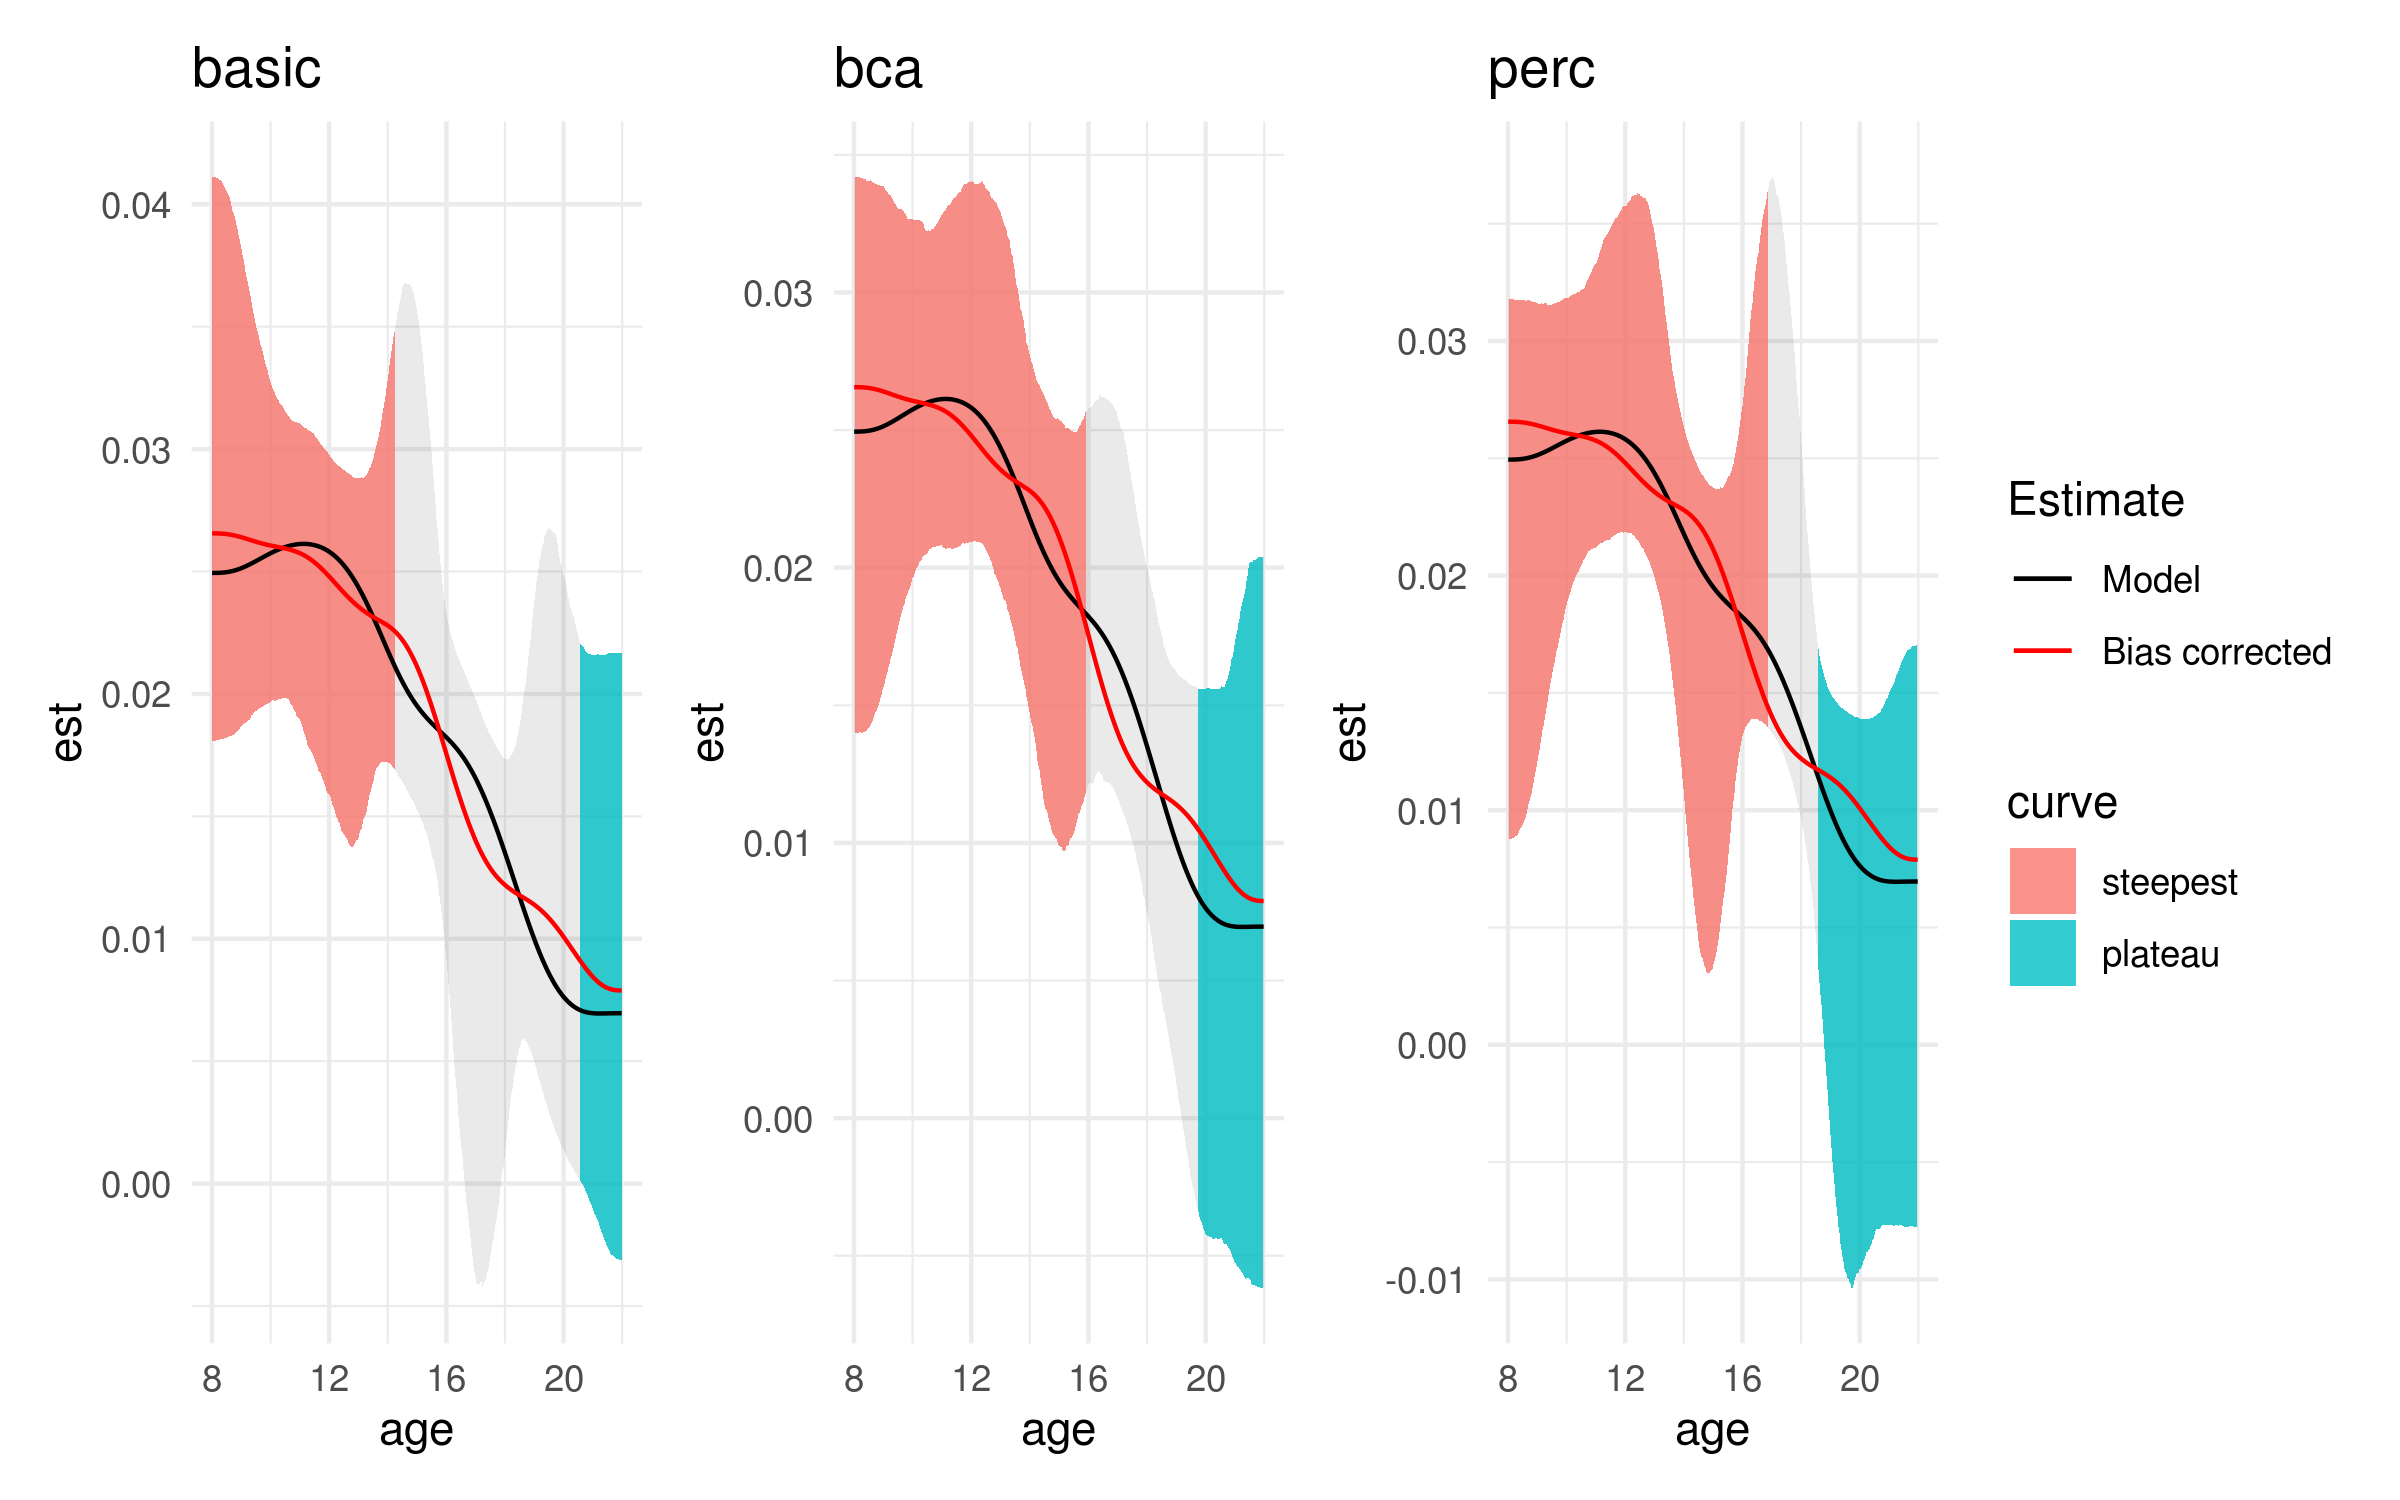 basic
0.04
0.03
0.02
0.01
0.00
est
8 12 16 20
age
bca
0.03
0.02
0.01
0.00
est
8 12 16 20
age
perc
0.03
0.02
0.01
0.00
-0.01
est
8 12 16 20
age
Estimate
Model
Bias corrected
curve
steepest
plateau